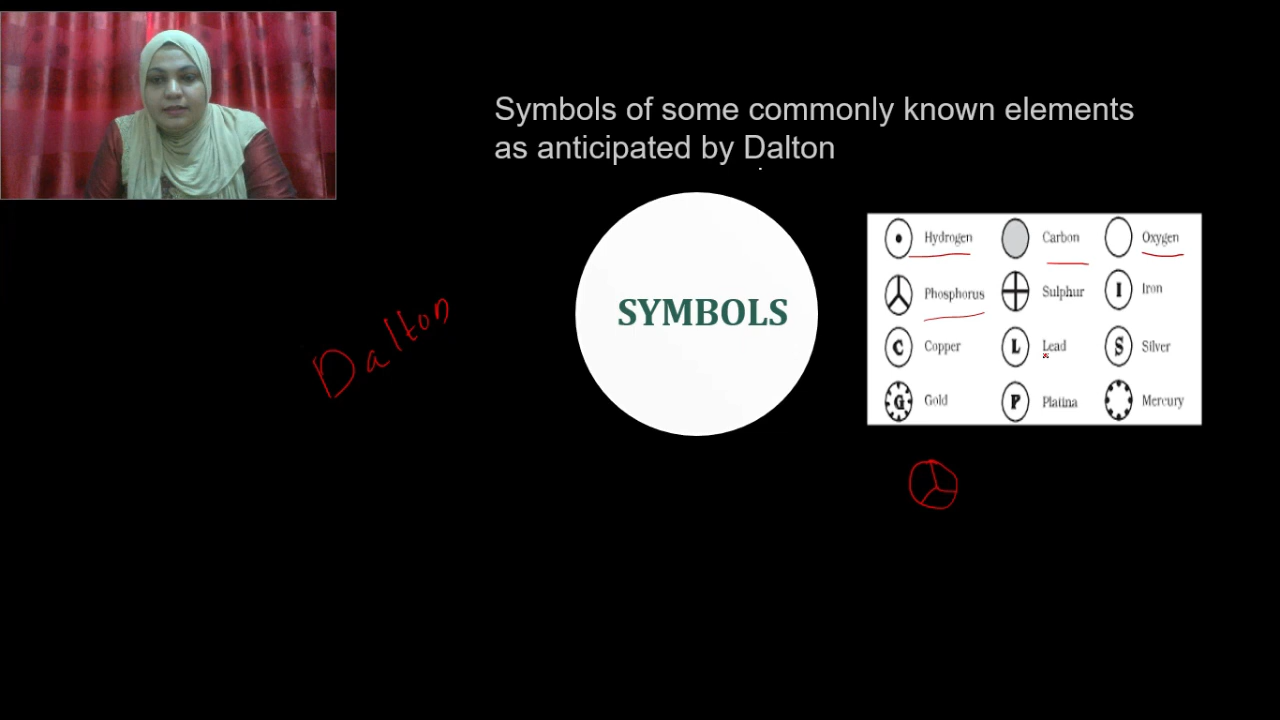 Symbols of some commonly known elements
as anticipated by Dalton
SYMBOLS
Hydrogen Carbon Oxygen
Phosphorus Sulphur I Iron
C Copper L Lead S Silver
G Gold P Platina Mercury
Dalton